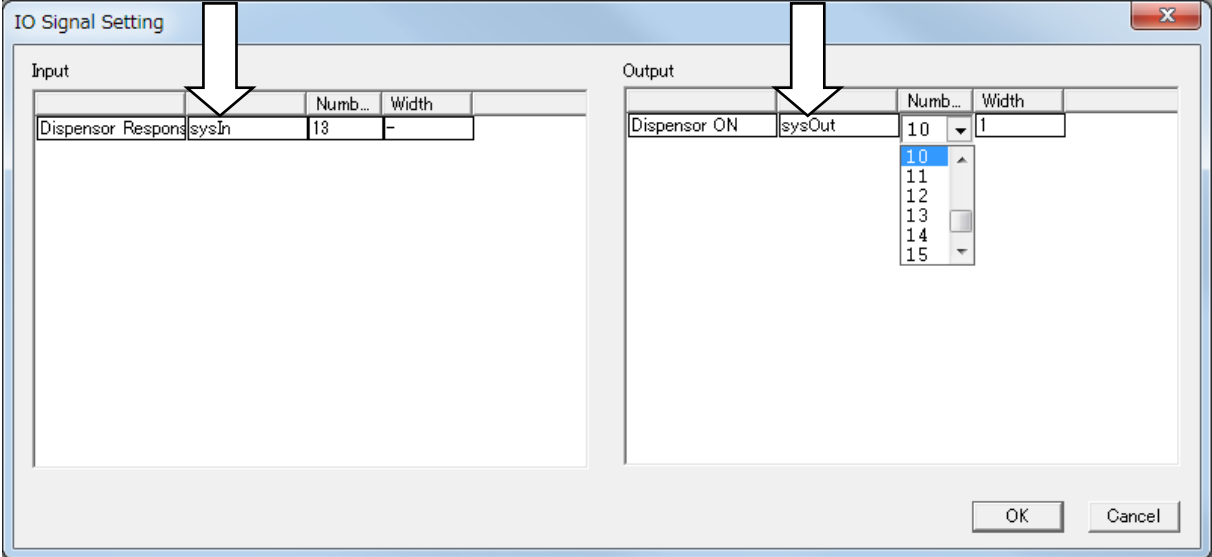 IO Signal Setting
Input
Numb... Width
Dispensor Respons sysIn 13 -
Output
Numb... Width
Dispensor ON sysOut 10 1
10
11
12
13
14
15
OK Cancel